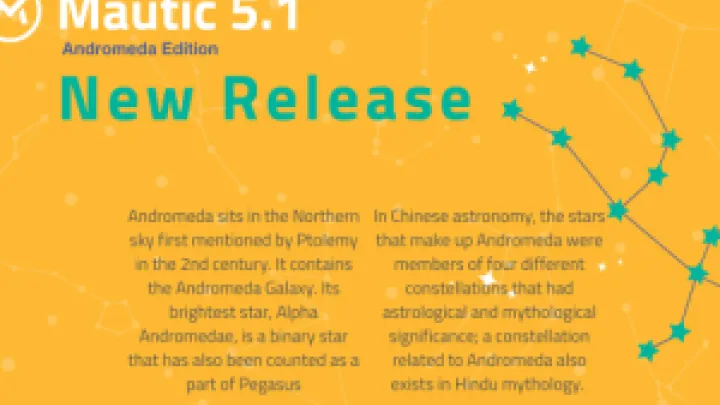 Mautic 5.1
Andromeda Edition
New Release
Andromeda sits in the Northern
sky first mentioned by Ptolemy
in the 2nd century. It contains
the Andromeda Galaxy. Its
brightest star, Alpha
Andromedae, is a binary star
that has also been counted as a
part of Pegasus
In Chinese astronomy, the stars
that make up Andromeda were
members of four different
constellations that had
astrological and mythological
significance; a constellation
related to Andromeda also
exists in Hindu mythology.